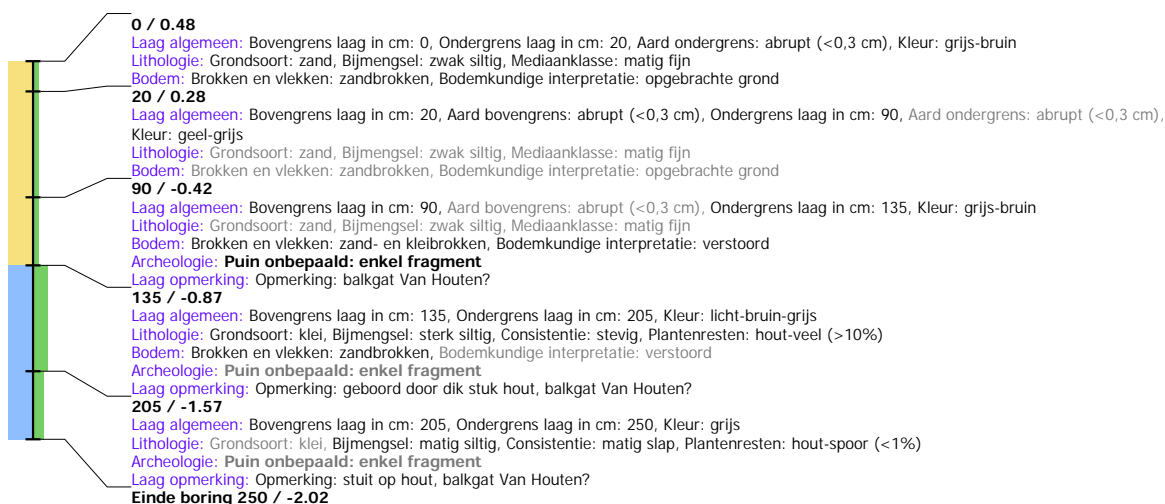 0 / 0.48
Laag algemeen: Bovengrens laag in cm: 0, Ondergrens laag in cm: 20, Aard ondergrens: abrupt (<0,3 cm), Kleur: grijs-bruin
Lithologie: Grondsoort: zand, Bijmengsel: zwak siltig, Mediaanklasse: matig fijn
Bodem: Brokken en vlekken: zandbrokken, Bodemkundige interpretatie: opgebrachte grond
20 / 0.28
Laag algemeen: Bovengrens laag in cm: 20, Aard bovengrens: abrupt (<0,3 cm), Ondergrens laag in cm: 90, Aard ondergrens: abrupt (<0,3 cm),
Kleur: geel-grijs
Lithologie: Grondsoort: zand, Bijmengsel: zwak siltig, Mediaanklasse: matig fijn
Bodem: Brokken en vlekken: zandbrokken, Bodemkundige interpretatie: opgebrachte grond
90 / -0.42
Laag algemeen: Bovengrens laag in cm: 90, Aard bovengrens: abrupt (<0,3 cm), Ondergrens laag in cm: 135, Kleur: grijs-bruin
Lithologie: Grondsoort: zand, Bijmengsel: zwak siltig, Mediaanklasse: matig fijn
Bodem: Brokken en vlekken: zand- en kleibrokken, Bodemkundige interpretatie: verstoord
Archeologie: Puin onbepaald: enkel fragment
Laag opmerking: Opmerking: balkgat Van Houten?
135 / -0.87
Laag algemeen: Bovengrens laag in cm: 135, Ondergrens laag in cm: 205, Kleur: licht-bruin-grijs
Lithologie: Grondsoort: klei, Bijmengsel: sterk siltig, Consistentie: stevig, Plantenresten: hout-veel (>10%)
Bodem: Brokken en vlekken: zandbrokken, Bodemkundige interpretatie: verstoord
Archeologie: Puin onbepaald: enkel fragment
Laag opmerking: Opmerking: geboord door dik stuk hout, balkgat Van Houten?
205 / -1.57
Laag algemeen: Bovengrens laag in cm: 205, Ondergrens laag in cm: 250, Kleur: grijs
Lithologie: Grondsoort: klei, Bijmengsel: matig siltig, Consistentie: matig slap, Plantenresten: hout-spoor (<1%)
Archeologie: Puin onbepaald: enkel fragment
Laag opmerking: Opmerking: stuit op hout, balkgat Van Houten?
Einde boring 250 / -2.02